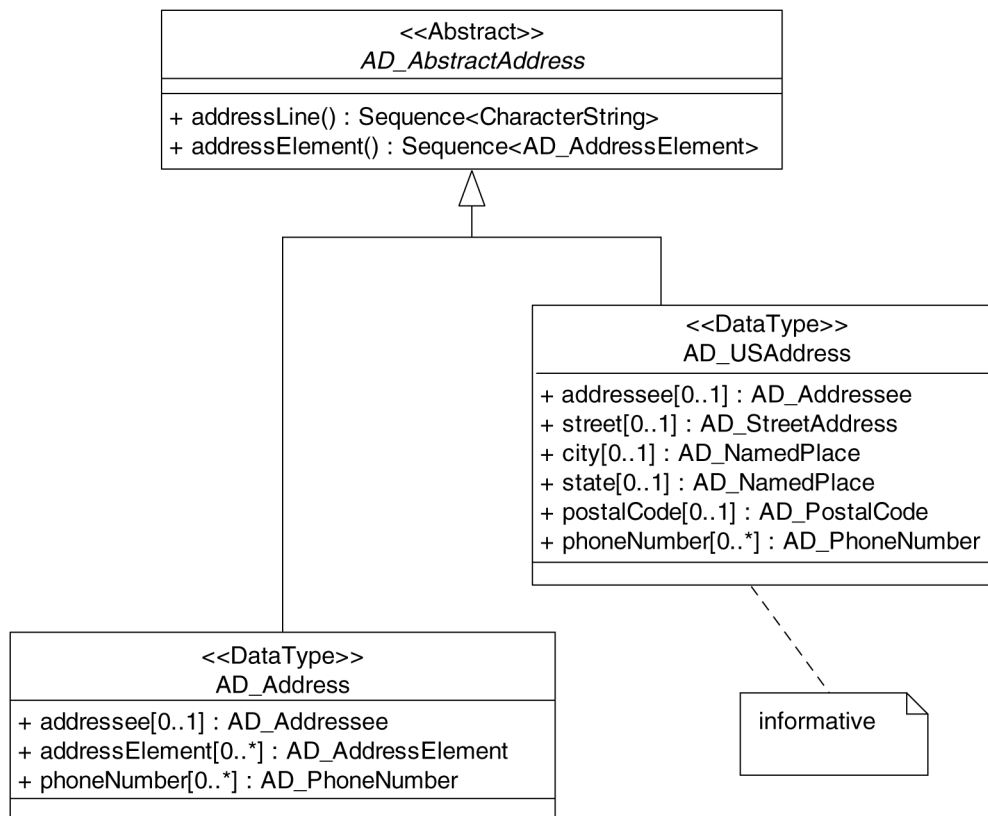 <<Abstract>>
AD_AbstractAddress
+ addressLine() : Sequence<CharacterString>
+ addressElement() : Sequence<AD_AddressElement>
<<DataType>>
AD_USAddress
+ addressee[0..1] : AD_Addressee
+ street[0..1] : AD_StreetAddress
+ city[0..1] : AD_NamedPlace
+ state[0..1] : AD_NamedPlace
+ postalCode[0..1] : AD_PostalCode
+ phoneNumber[0..*] : AD_PhoneNumber
<<DataType>>
AD_Address
+ addressee[0..1] : AD_Addressee
+ addressElement[0..*] : AD_AddressElement
+ phoneNumber[0..*] : AD_PhoneNumber
informative